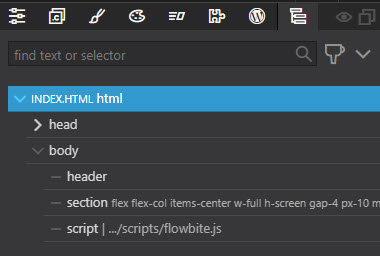 find text or selector
INDEX.HTML html
head
body
header
section flex flex-col items-center w-full h-screen gap-4 px-10 m
script | .../scripts/flowbite.js